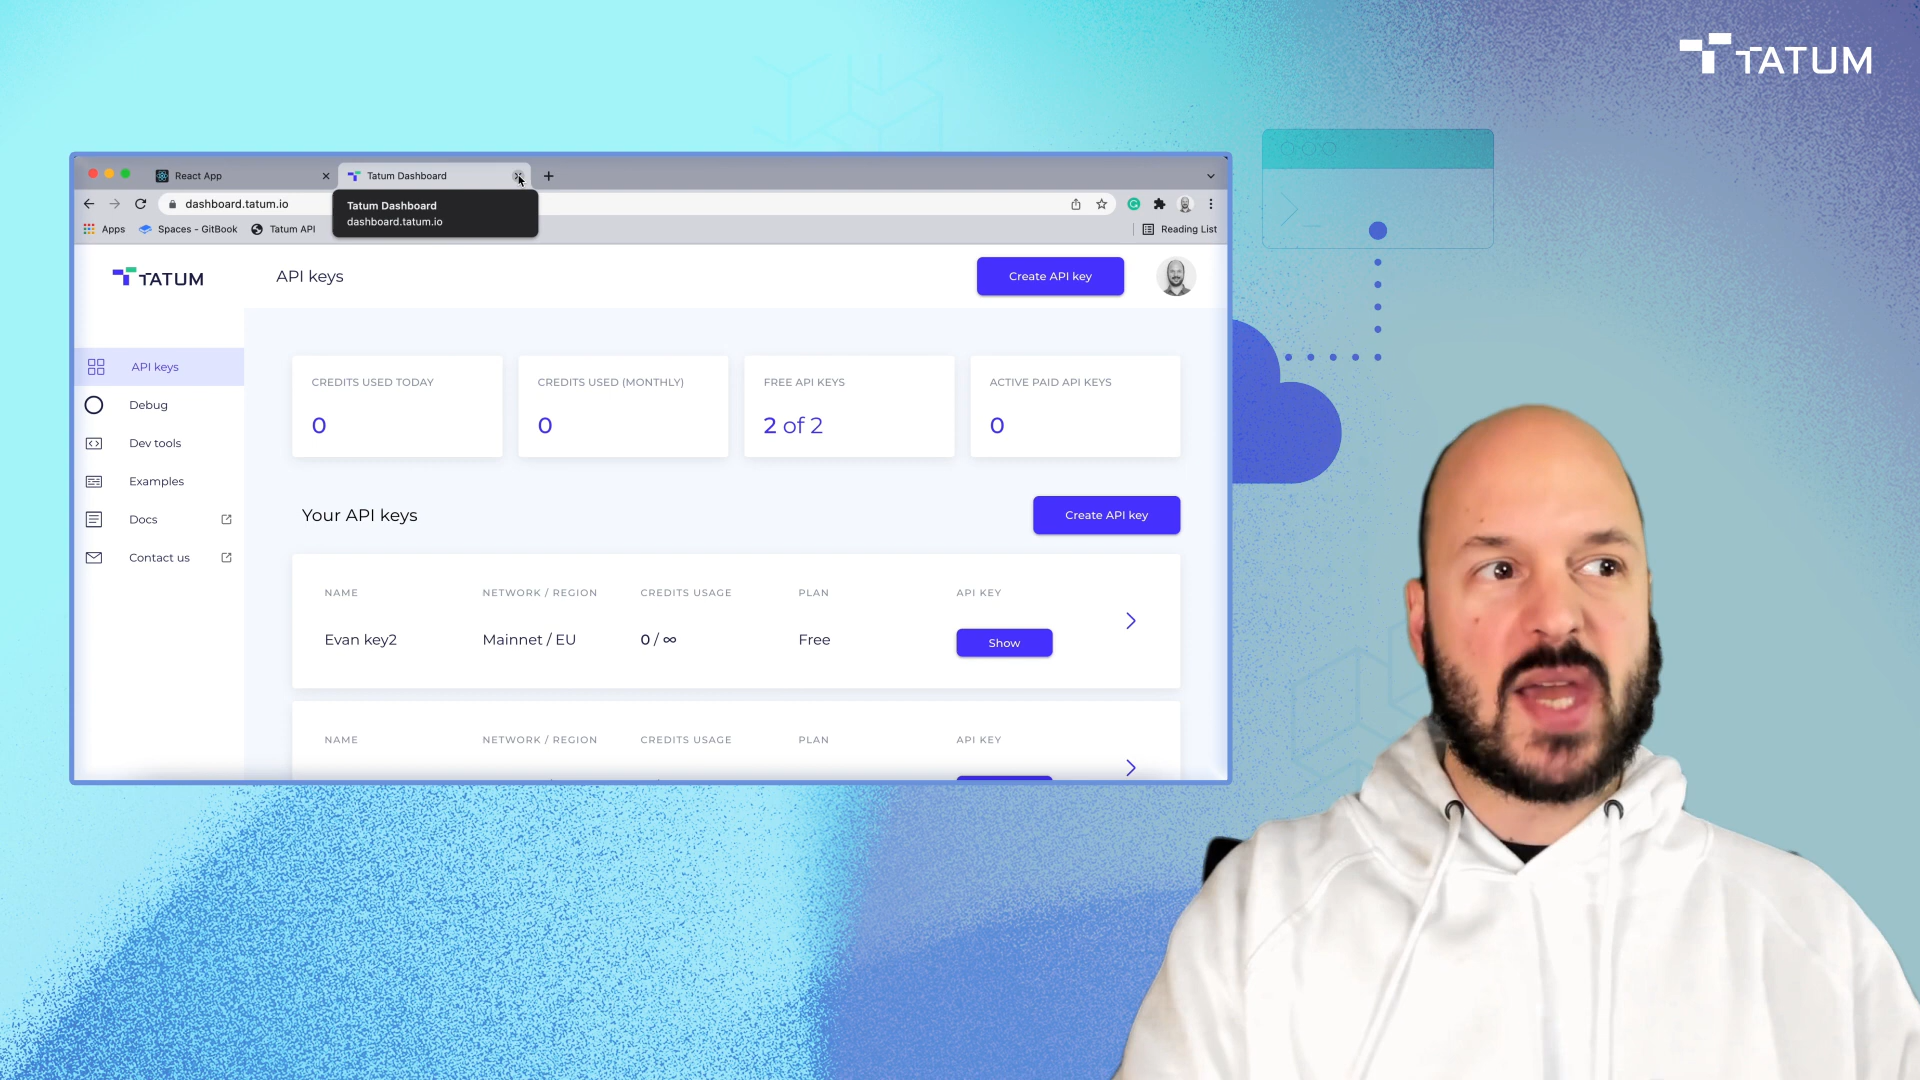 TATUM
React App
Tatum Dashboard
dashboard.tatum.io
Tatum Dashboard
dashboard.tatum.io
Apps
Spaces - GitBook
Tatum API
Reading List
TATUM
API keys
Create API key
API keys
Debug
Dev tools
Examples
Docs
Contact us
CREDITS USED TODAY
0
CREDITS USED (MONTHLY)
0
FREE API KEYS
2 of 2
ACTIVE PAID API KEYS
0
Your API keys
Create API key
NAME NETWORK / REGION CREDITS USAGE PLAN API KEY
Evan key2 Mainnet / EU 0 / ∞ Free Show
NAME NETWORK / REGION CREDITS USAGE PLAN API KEY